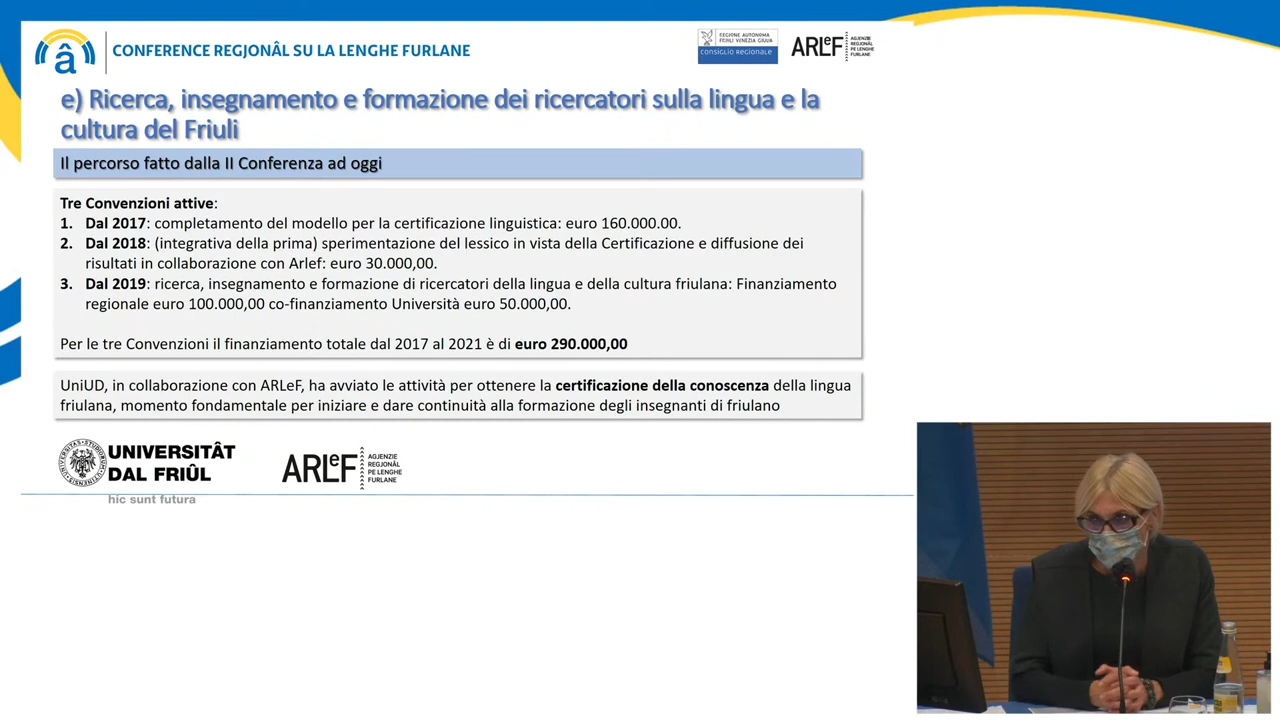 â
CONFERENCE REGJONÂL SU LA LENGHE FURLANE
REGIONE AUTONOMA
FRIULI VENEZIA GIULIA
CONSIGLIO REGIONALE
ARLeF
AGJENZIE
REGJONÂL
PE LENGHE
FURLANE
e) Ricerca, insegnamento e formazione dei ricercatori sulla lingua e la
cultura del Friuli
Il percorso fatto dalla II Conferenza ad oggi
Tre Convenzioni attive:
1. Dal 2017: completamento del modello per la certificazione linguistica: euro 160.000.00.
2. Dal 2018: (integrativa della prima) sperimentazione del lessico in vista della Certificazione e diffusione dei
risultati in collaborazione con Arlef: euro 30.000,00.
3. Dal 2019: ricerca, insegnamento e formazione di ricercatori della lingua e della cultura friulana: Finanziamento
regionale euro 100.000,00 co-finanziamento Università euro 50.000,00.
Per le tre Convenzioni il finanziamento totale dal 2017 al 2021 è di euro 290.000,00
UniUD, in collaborazione con ARLeF, ha avviato le attività per ottenere la certificazione della conoscenza della lingua
friulana, momento fondamentale per iniziare e dare continuità alla formazione degli insegnanti di friulano
UNIVERSITÂT
DAL FRIÛL
hic sunt futura
ARLeF
AGJENZIE
REGJONÂL
PE LENGHE
FURLANE